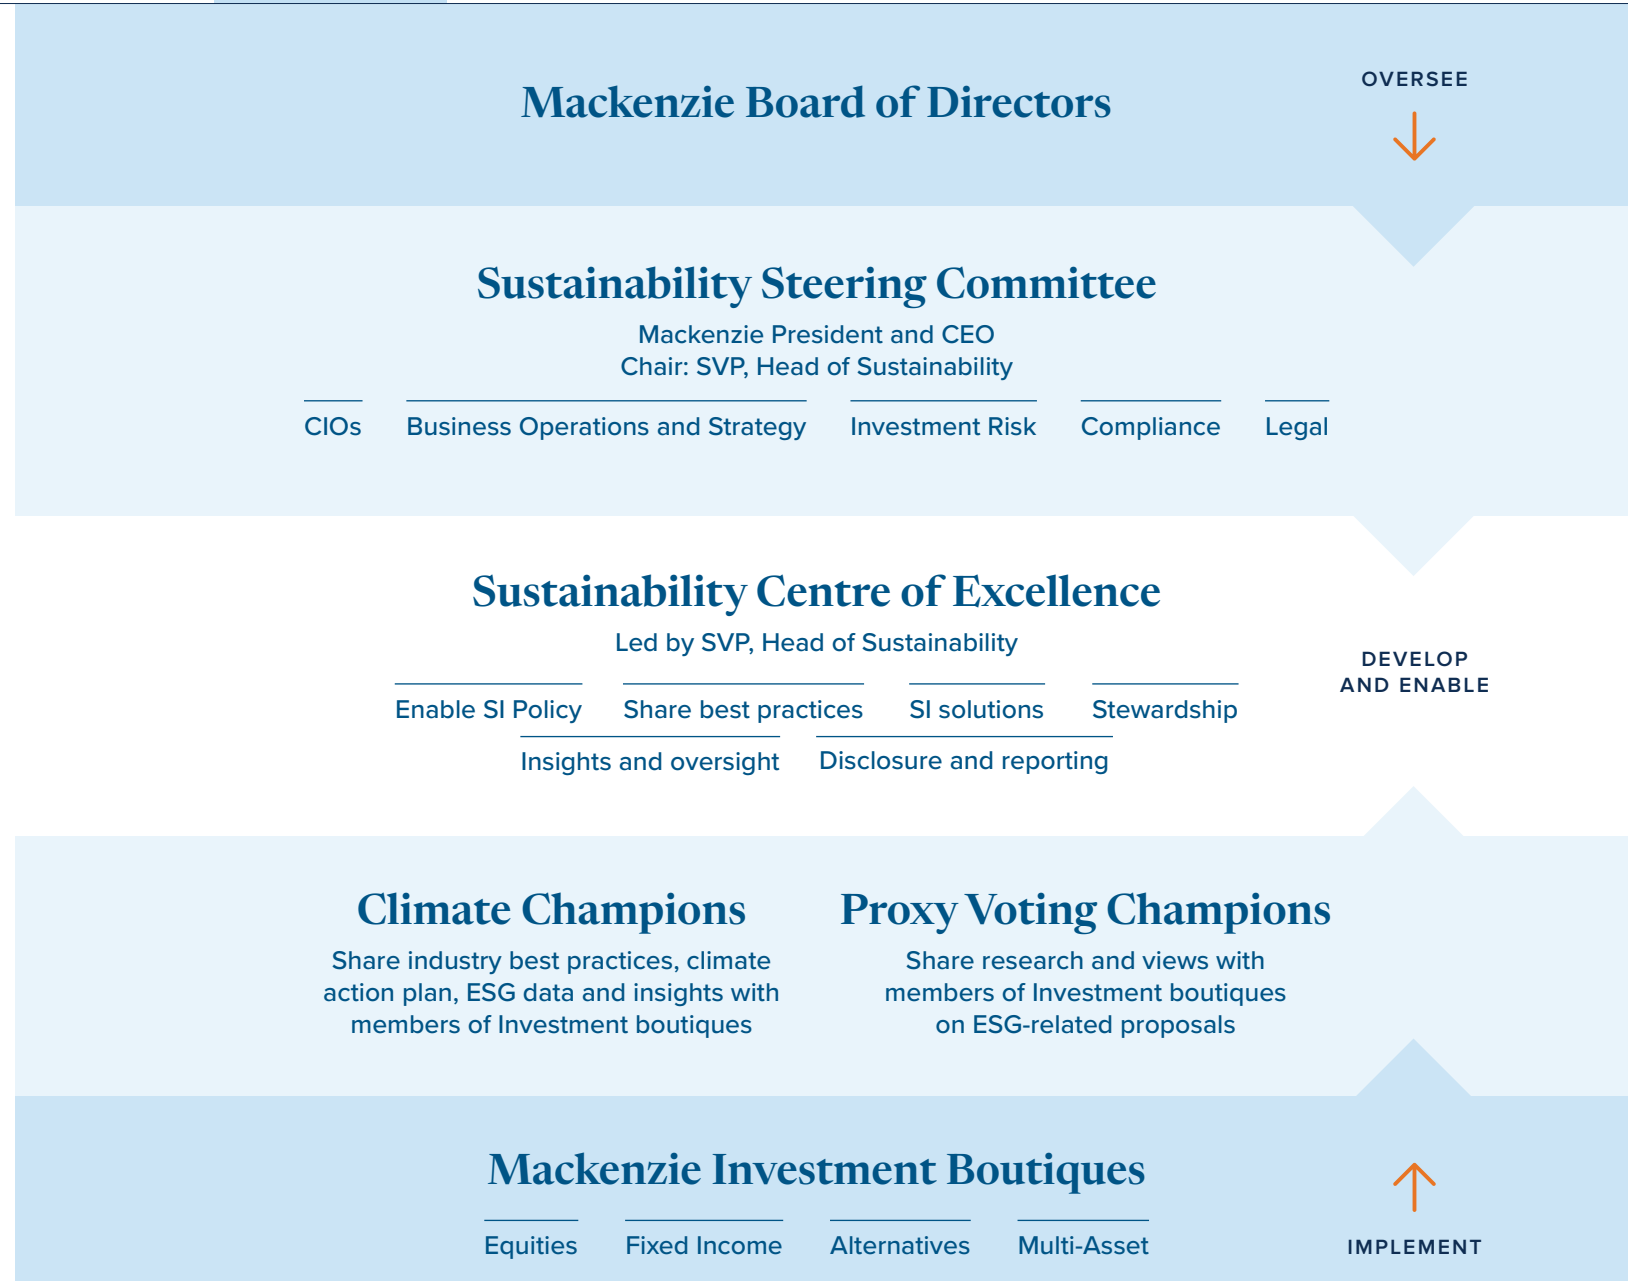 Mackenzie Board of Directors
OVERSEE
Sustainability Steering Committee
Mackenzie President and CEO
Chair: SVP, Head of Sustainability
CIOs Business Operations and Strategy Investment Risk Compliance Legal
Sustainability Centre of Excellence
Led by SVP, Head of Sustainability
DEVELOP
AND ENABLE
Enable SI Policy Share best practices SI solutions Stewardship
Insights and oversight Disclosure and reporting
Climate Champions
Share industry best practices, climate
action plan, ESG data and insights with
members of Investment boutiques
Proxy Voting Champions
Share research and views with
members of Investment boutiques
on ESG-related proposals
Mackenzie Investment Boutiques
Equities Fixed Income Alternatives Multi-Asset
IMPLEMENT